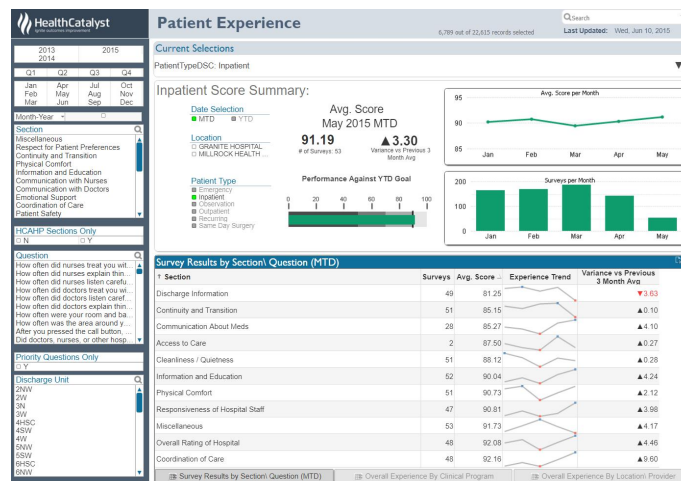 HealthCatalyst
ignite outcomes improvement
Patient Experience
6,789 out of 22,615 records selected
Search
Last Updated: Wed, Jun 10, 2015
2013 2015
2014
Q1 Q2 Q3 Q4
Jan Apr Jul Oct
Feb May Aug Nov
Mar Jun Sep Dec
Month-Year
Section
Miscellaneous
Respect for Patient Preferences
Continuity and Transition
Physical Comfort
Information and Education
Communication with Nurses
Communication with Doctors
Emotional Support
Coordination of Care
Patient Safety
HCAHP Sections Only
N Y
Question
How often did nurses treat you wit...
How often did nurses explain thin...
How often did nurses listen carefu...
How often did doctors treat you wi...
How often did doctors listen caref...
How often did doctors explain thin...
How often were your room and ba...
How often was the area around y...
After you pressed the call button, ...
Did doctors, nurses, or other hosp...
Priority Questions Only
Y
Discharge Unit
2NW
2W
3N
3W
4HSC
4SW
4W
5NW
5SW
6HSC
6NW
Current Selections
PatientTypeDSC: Inpatient
Inpatient Score Summary:
Date Selection
MTD YTD
Location
GRANITE HOSPITAL
MILLROCK HEALTH ...
Patient Type
Emergency
Inpatient
Observation
Outpatient
Recurring
Same Day Surgery
Avg. Score
May 2015 MTD
91.19
# of Surveys: 53
▲3.30
Variance vs Previous 3
Month Avg
Performance Against YTD Goal
0 20 40 60 80 100
Avg. Score per Month
95
90
85
Jan Feb Mar Apr May
Surveys per Month
200
100
0
Jan Feb Mar Apr May
Survey Results by Section\ Question (MTD)
Section Surveys Avg. Score Experience Trend Variance vs Previous
3 Month Avg
Discharge Information 49 81.25 ▼3.63
Continuity and Transition 51 85.15 ▲0.10
Communication About Meds 28 85.27 ▲4.10
Access to Care 2 87.50 ▲0.27
Cleanliness / Quietness 51 88.12 ▲0.28
Information and Education 52 90.04 ▲4.24
Physical Comfort 51 90.73 ▲2.12
Responsiveness of Hospital Staff 47 90.81 ▲3.98
Miscellaneous 53 91.73 ▲4.17
Overall Rating of Hospital 48 92.08 ▲4.46
Coordination of Care 48 92.16 ▲9.60
Survey Results by Section\ Question (MTD)
Overall Experience By Clinical Program
Overall Experience By Location\ Provider